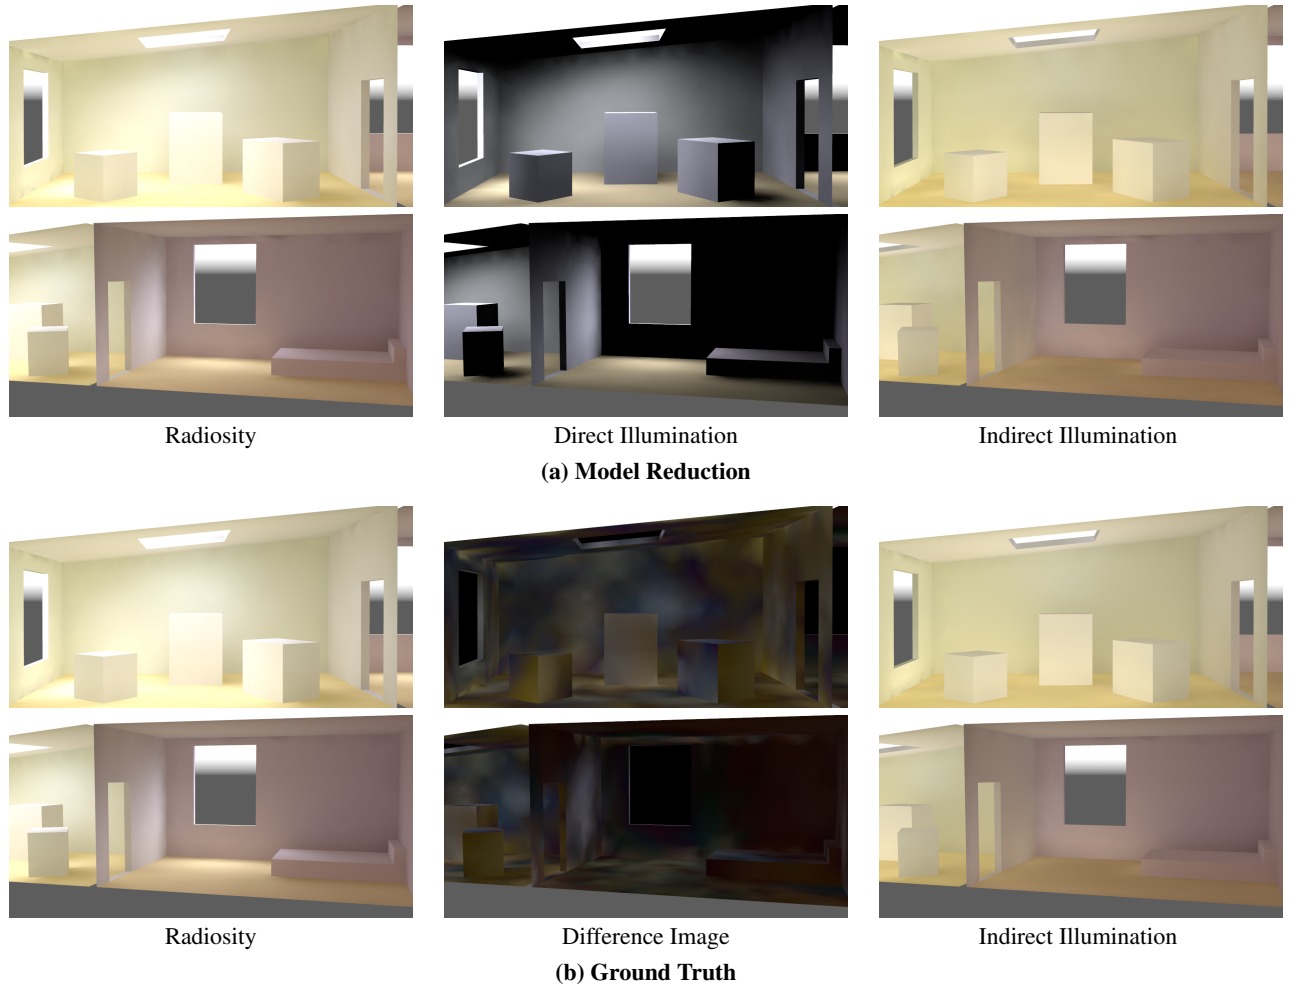 Radiosity
Direct Illumination
Indirect Illumination
(a) Model Reduction
Radiosity
Difference Image
Indirect Illumination
(b) Ground Truth